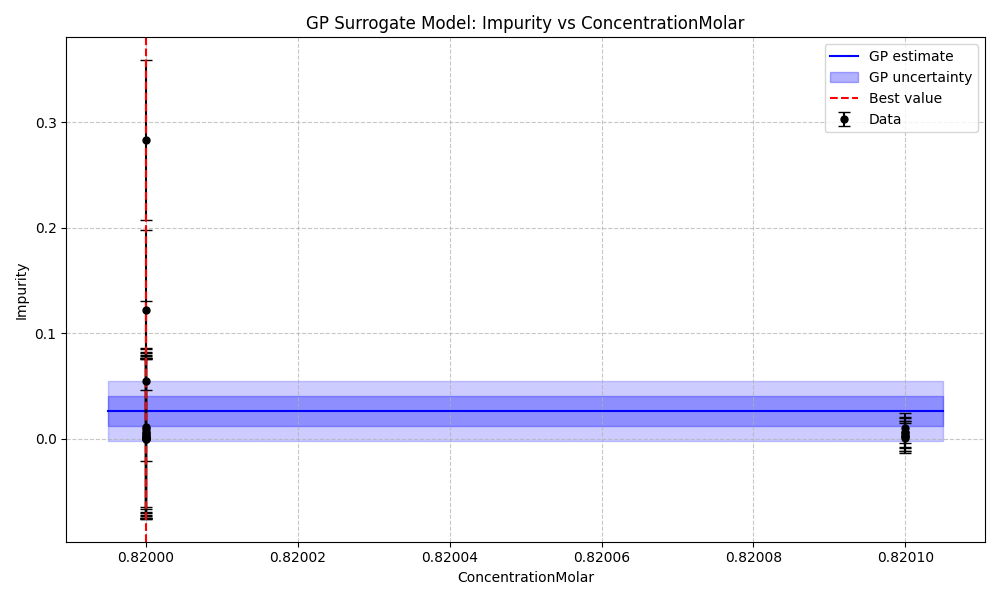 GP Surrogate Model: Impurity vs ConcentrationMolar
GP estimate
GP uncertainty
Best value
Data
0.3
0.2
0.1
0.0
Impurity
0.82000
0.82002
0.82004
0.82006
0.82008
0.82010
ConcentrationMolar